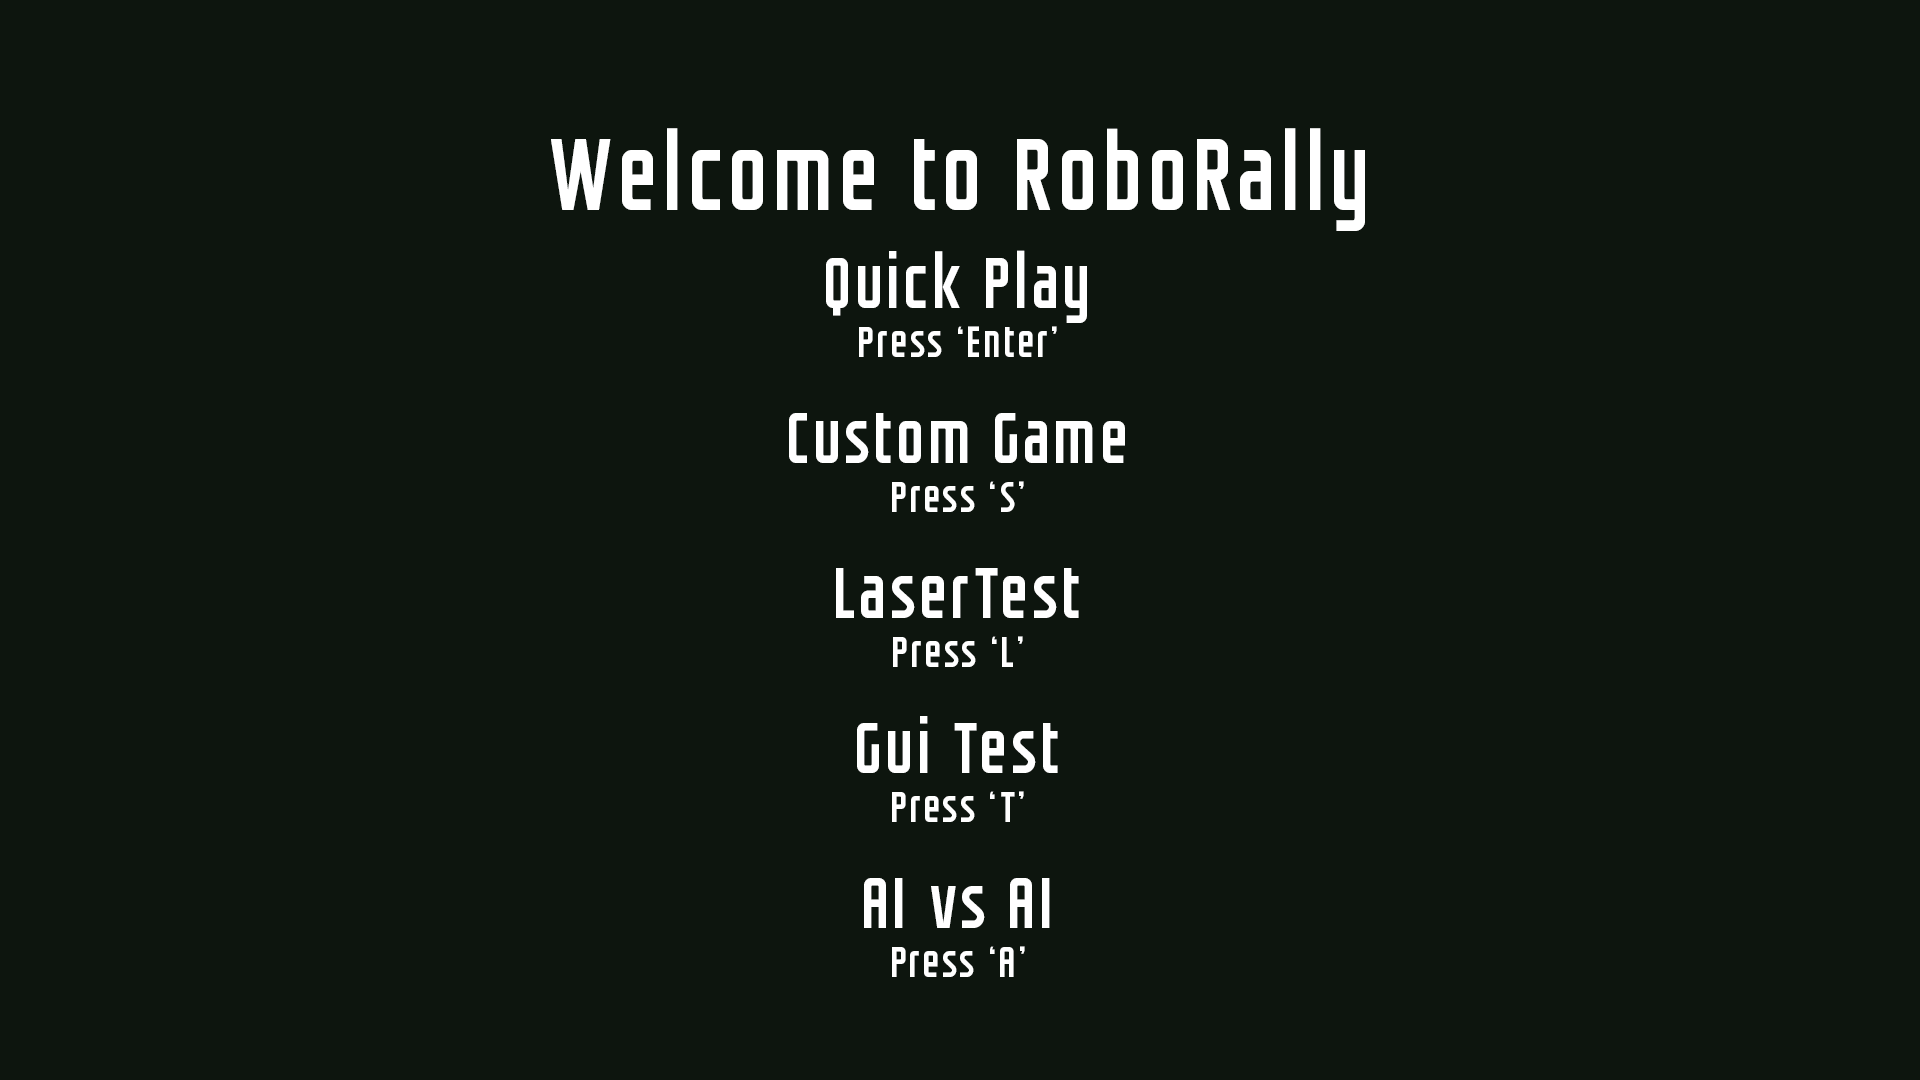 Welcome to RoboRally
Quick Play
Press ‘Enter’
Custom Game
Press ‘S’
LaserTest
Press ‘L’
Gui Test
Press ‘T’
AI vs AI
Press ‘A’